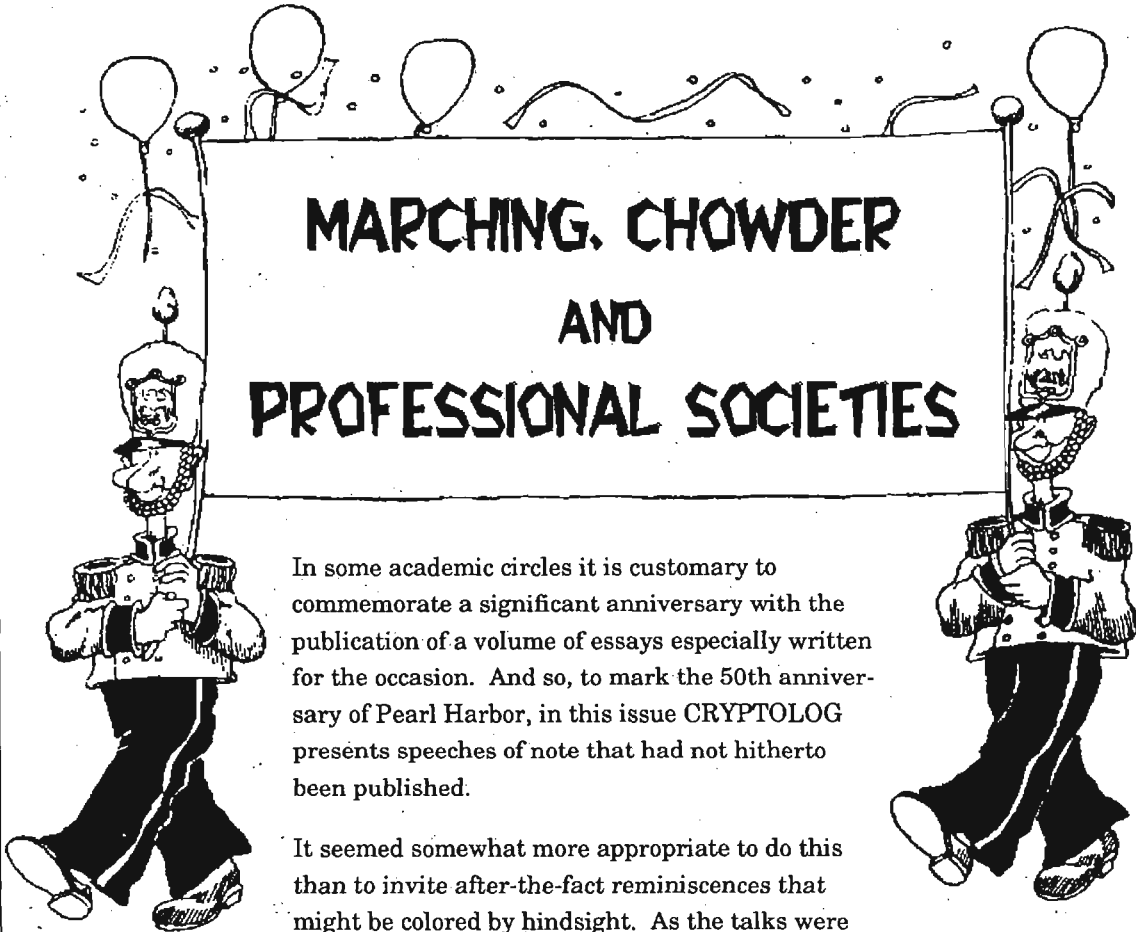 MARCHING, CHOWDER
AND
PROFESSIONAL SOCIETIES
In some academic circles it is customary to
commemorate a significant anniversary with the
publication of a volume of essays especially written
for the occasion. And so, to mark the 50th anniver-
sary of Pearl Harbor, in this issue CRYPTOLOG
presents speeches of note that had not hitherto
been published.
It seemed somewhat more appropriate to do this
than to invite after-the-fact reminiscences that
might be colored by hindsight. As the talks were